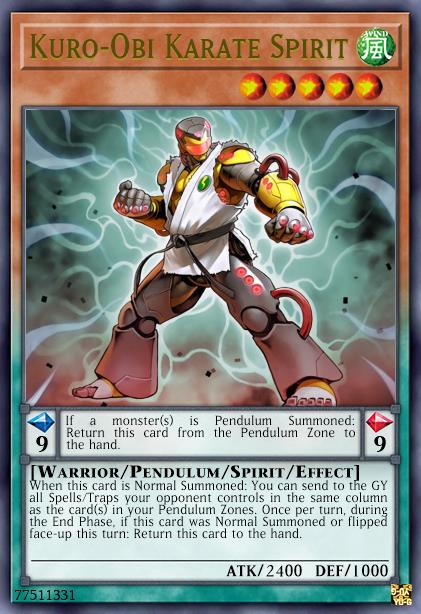 KURO-OBI KARATE SPIRIT
WIND
風
If a monster(s) is Pendulum Summoned:
Return this card from the Pendulum Zone to
the hand.
9
9
[WARRIOR/PENDULUM/SPIRIT/EFFECT]
When this card is Normal Summoned: You can send to the GY
all Spells/Traps your opponent controls in the same column
as the card(s) in your Pendulum Zones. Once per turn, during
the End Phase, if this card was Normal Summoned or flipped
face-up this turn: Return this card to the hand.
ATK/2400 DEF/1000
77511331